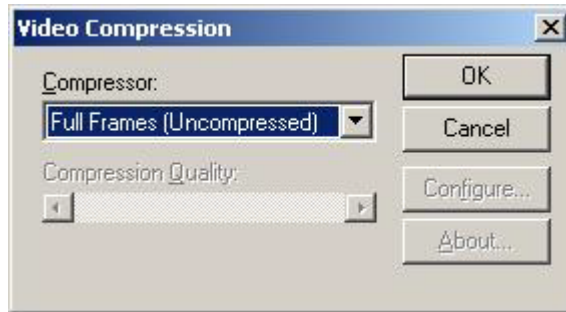 Video Compression
Compressor:
Full Frames (Uncompressed)
Compression Quality:
OK
Cancel
Configure...
About...